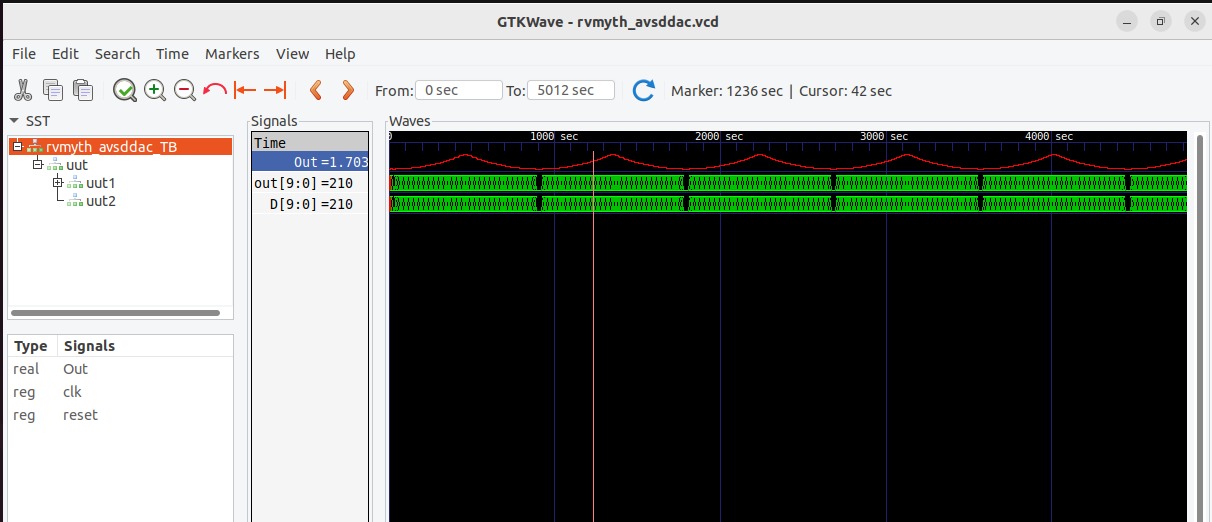 GTKWave - rvmyth_avsddac.vcd
File Edit Search Time Markers View Help
From: 0 sec To: 5012 sec Marker: 1236 sec | Cursor: 42 sec
SST
rvmyth_avsddac_TB
uut
uut1
uut2
Type Signals
real Out
reg clk
reg reset
Signals
Time
Out=1.703
out[9:0]=210
D[9:0]=210
Waves
0 1000 sec 2000 sec 3000 sec 4000 sec